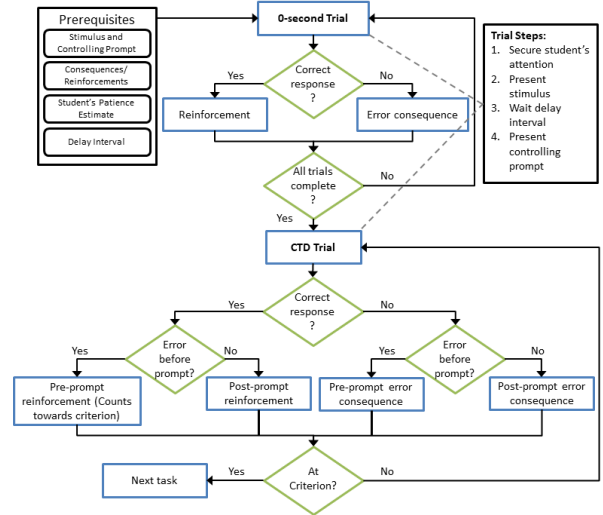 Prerequisites
Stimulus and
Controlling Prompt
Consequences/
Reinforcements
Student's Patience
Estimate
Delay Interval
0-second Trial
Trial Steps:
1. Secure student's
attention
2. Present
stimulus
3. Wait delay
interval
4. Present
controlling
prompt
Correct
response
?
Yes
No
Reinforcement
Error consequence
All trials
complete
?
No
Yes
CTD Trial
Correct
response
?
Yes
No
Error
before
prompt?
Yes
No
Error
before
prompt?
Yes
No
Pre-prompt
reinforcement (Counts
towards criterion)
Post-prompt
reinforcement
Pre-prompt error
consequence
Post-prompt error
consequence
At
Criterion?
Yes
No
Next task